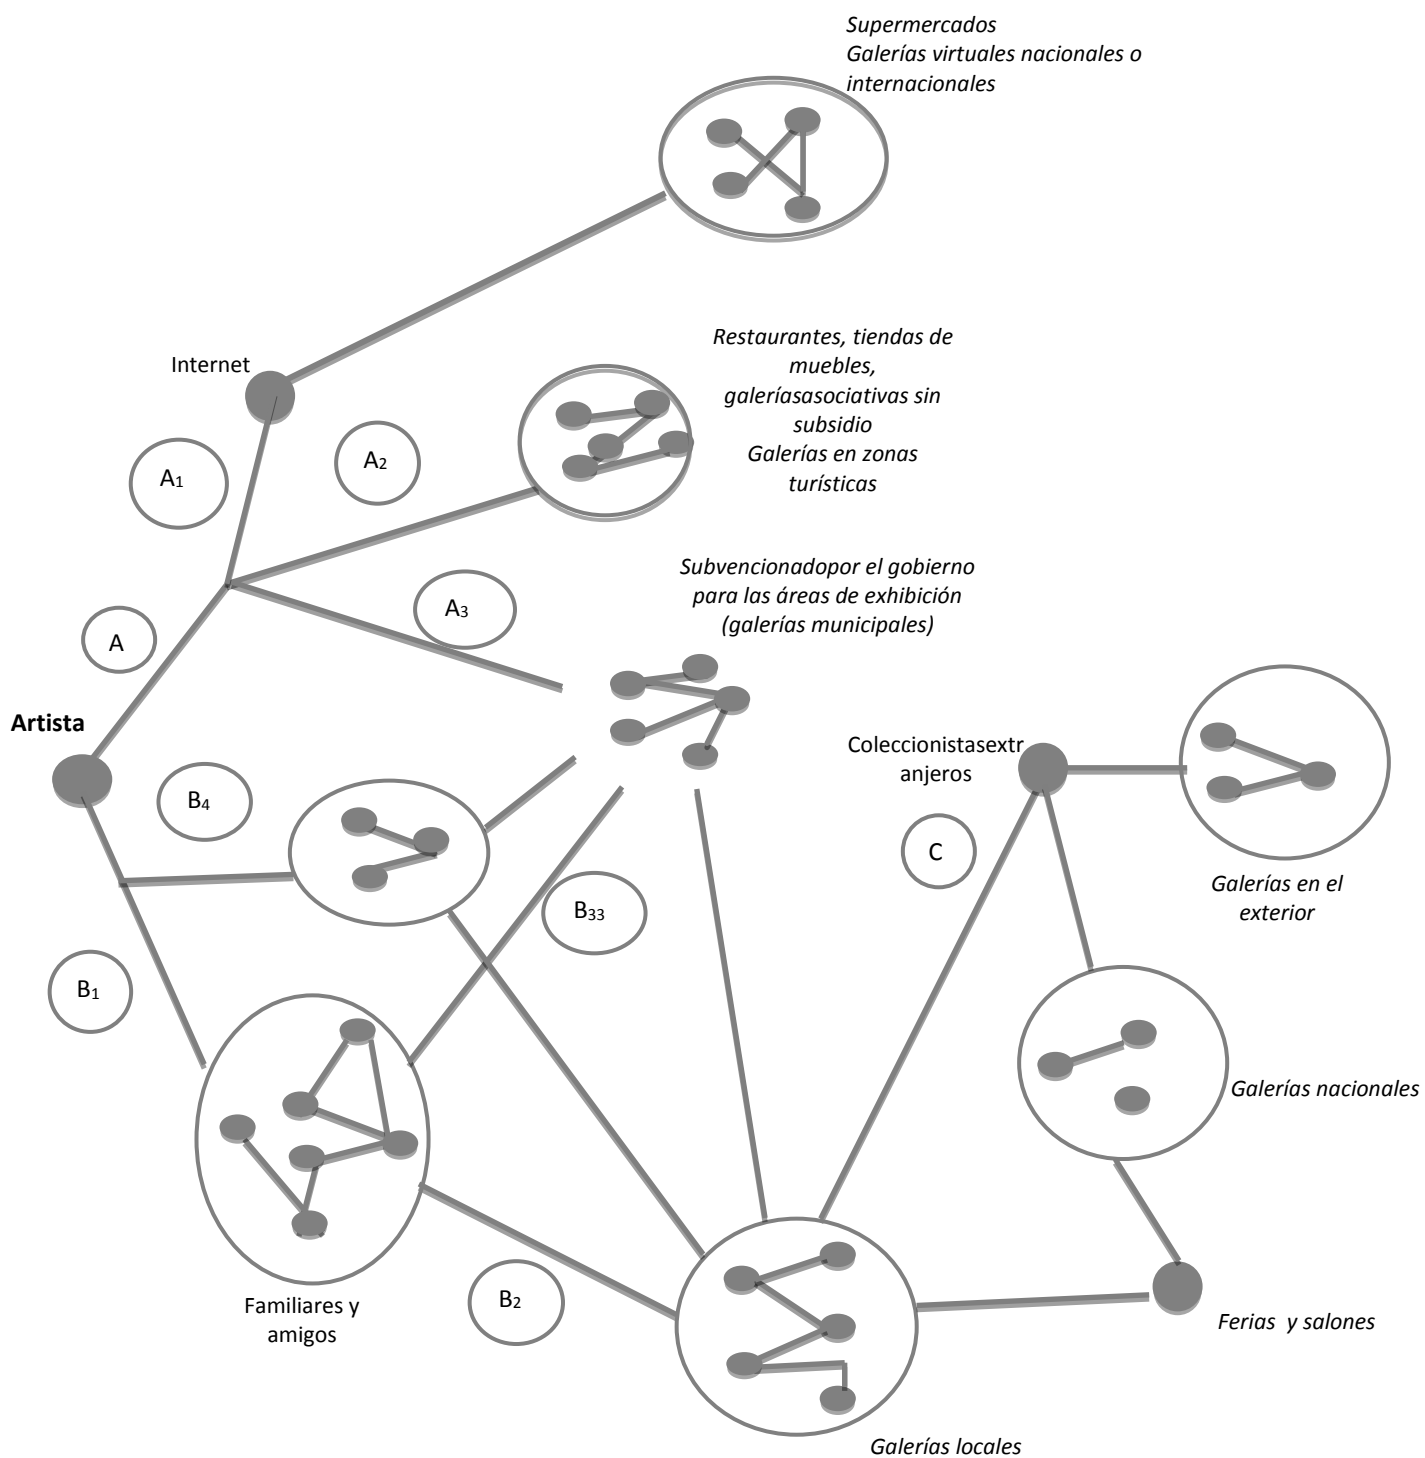 Supermercados
Galerías virtuales nacionales o
internacionales
Internet
Restaurantes, tiendas de
muebles,
galeríasasociativas sin
subsidio
Galerías en zonas
turísticas
A1
A2
Subvencionadopor el gobierno
para las áreas de exhibición
(galerías municipales)
A3
A
Artista
Coleccionistasextr
anjeros
B4
C
Galerías en el
exterior
B33
B1
Galerías nacionales
Familiares y
amigos
B2
Ferias y salones
Galerías locales